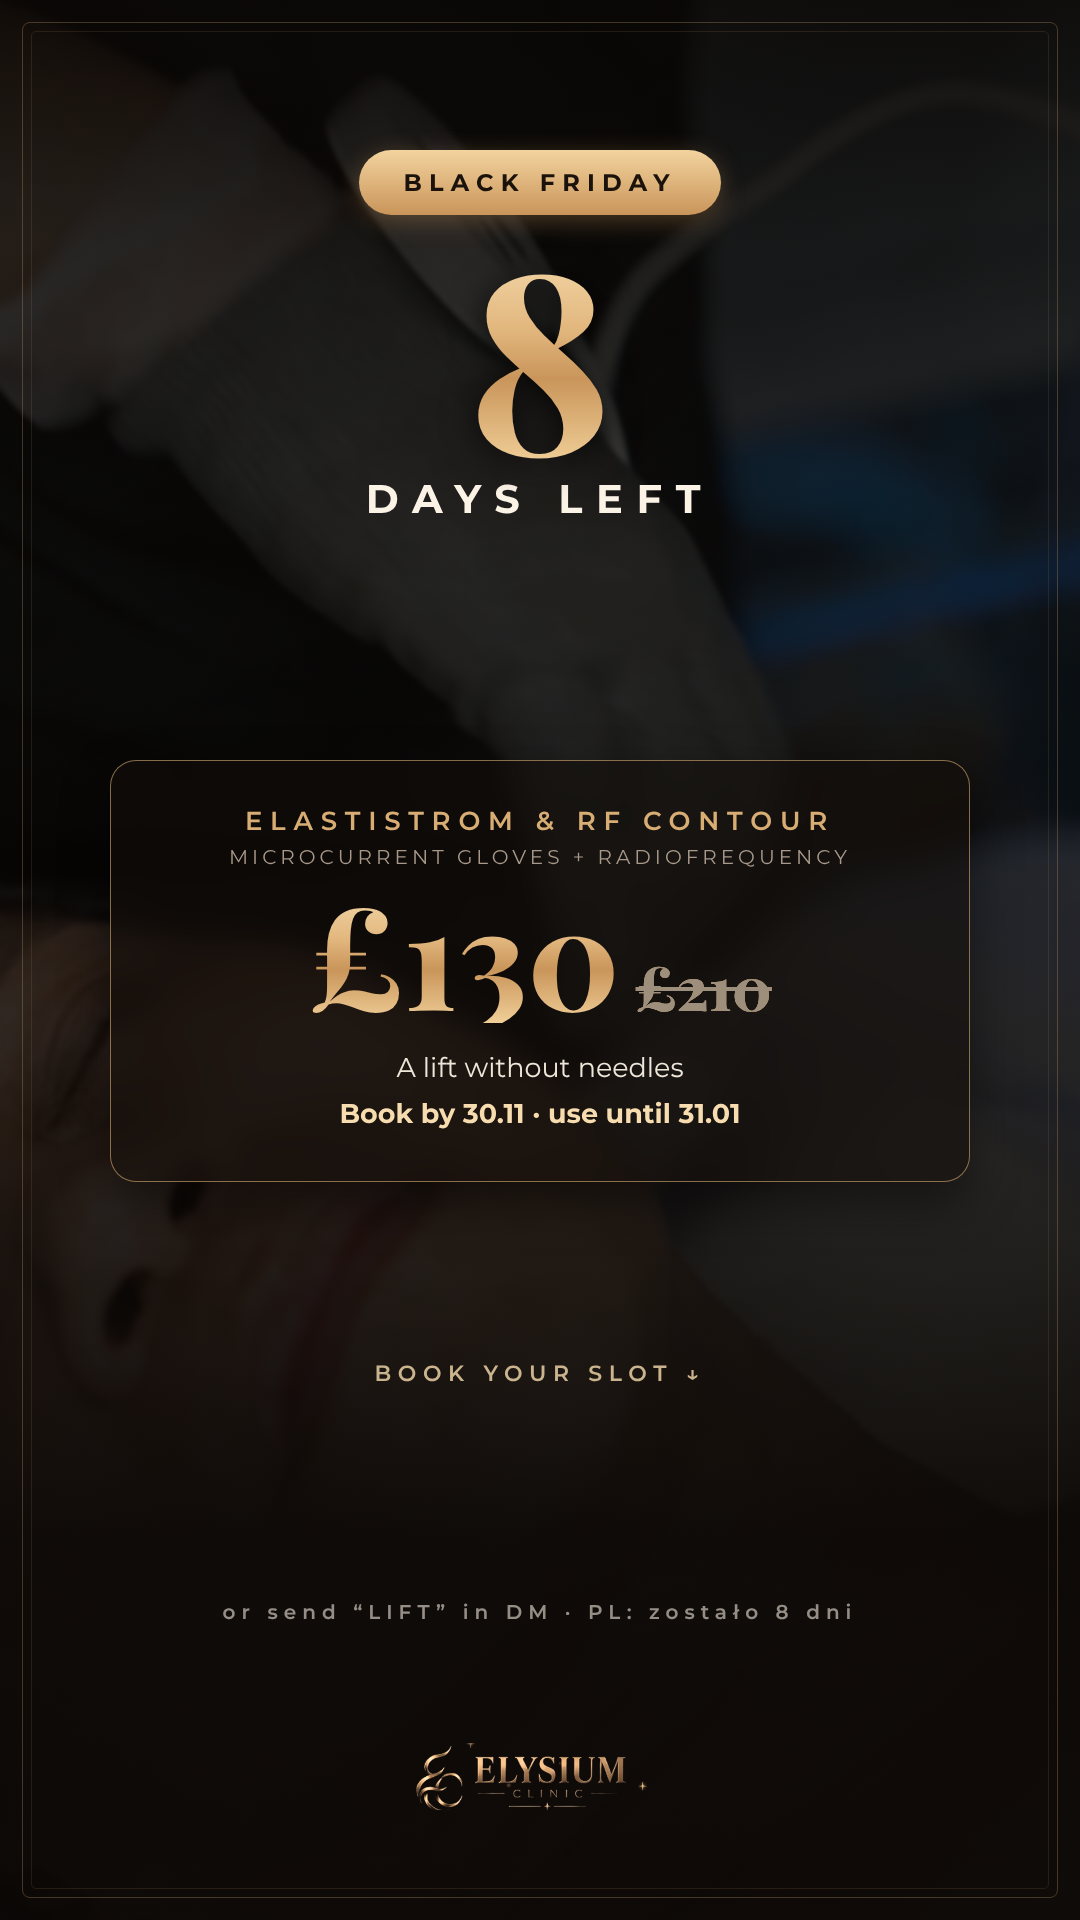 BLACK FRIDAY
8
DAYS LEFT
ELASTISTROM & RF CONTOUR
MICROCURRENT GLOVES + RADIOFREQUENCY
£130 £210
A lift without needles
Book by 30.11 · use until 31.01
BOOK YOUR SLOT ↓
or send “LIFT” in DM · PL: zostało 8 dni
ELYSIUM
CLINIC